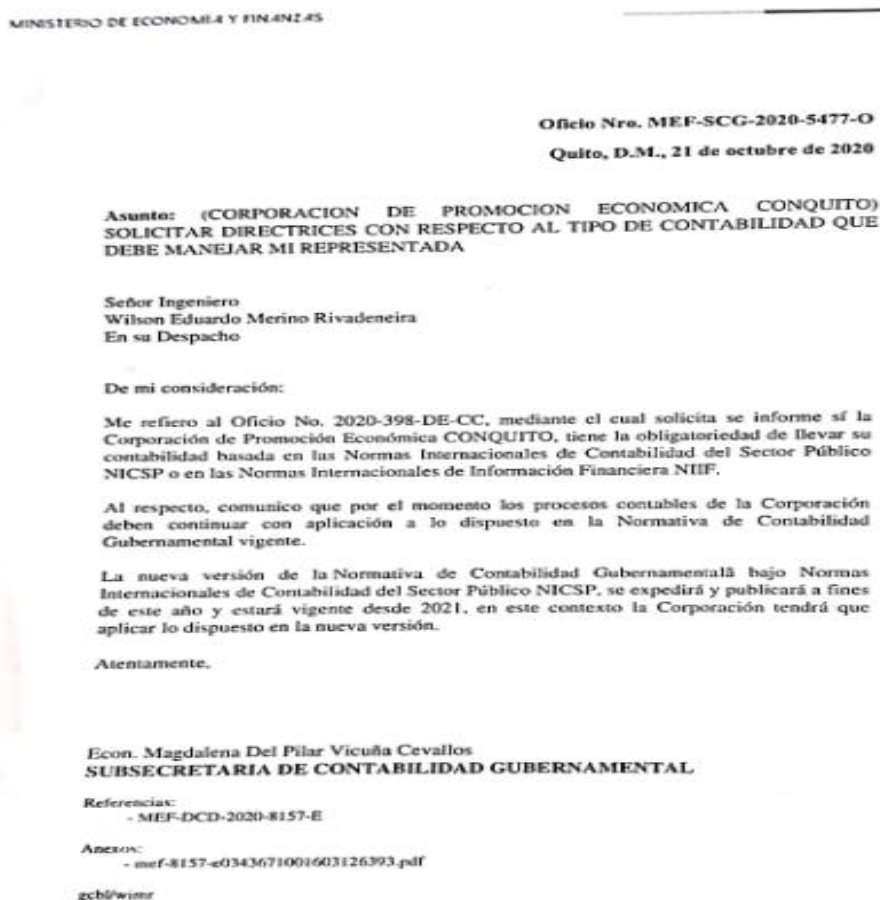 MINISTERIO DE ECONOMIA Y FINANZAS
Oficio Nro. MEF-SCG-2020-5477-O
Quito, D.M., 21 de octubre de 2020
Asunto: (CORPORACION DE PROMOCION ECONOMICA CONQUITO)
SOLICITAR DIRECTRICES CON RESPECTO AL TIPO DE CONTABILIDAD QUE
DEBE MANEJAR MI REPRESENTADA
Señor Ingeniero
Wilson Eduardo Merino Rivadeneira
En su Despacho
De mi consideración:
Me refiero al Oficio No. 2020-398-DE-CC, mediante el cual solicita se informe sí la
Corporación de Promoción Económica CONQUITO, tiene la obligatoriedad de llevar su
contabilidad basada en las Normas Internacionales de Contabilidad del Sector Público
NICSP o en las Normas Internacionales de Información Financiera NIIF.
Al respecto, comunico que por el momento los procesos contables de la Corporación
deben continuar con aplicación a lo dispuesto en la Normativa de Contabilidad
Gubernamental vigente.
La nueva versión de la Normativa de Contabilidad Gubernamentalâ bajo Normas
Internacionales de Contabilidad del Sector Público NICSP, se expedirá y publicará a fines
de este año y estará vigente desde 2021, en este contexto la Corporación tendrá que
aplicar lo dispuesto en la nueva versión.
Atentamente,
Econ. Magdalena Del Pilar Vicuña Cevallos
SUBSECRETARIA DE CONTABILIDAD GUBERNAMENTAL
Referencias:
- MEF-DCD-2020-8157-E
Anexos:
- mef-8157-e0343671001603126393.pdf